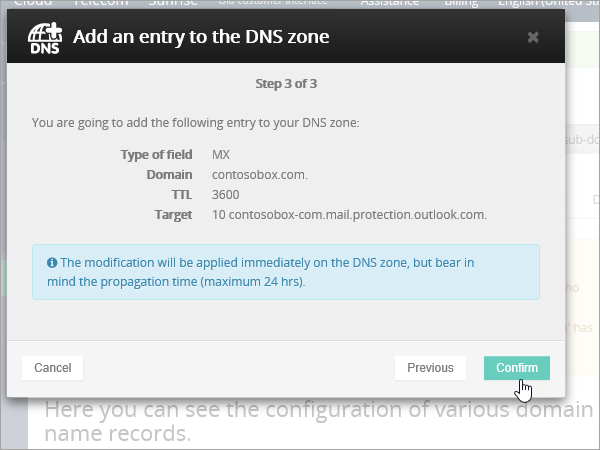 Cloud Telecom Sunrise Old customer interface Assistance Billing English (United Sta
DNS
Add an entry to the DNS zone
Step 3 of 3
You are going to add the following entry to your DNS zone:
Type of field MX
Domain contosobox.com.
TTL 3600
Target 10 contosobox-com.mail.protection.outlook.com.
The modification will be applied immediately on the DNS zone, but bear in
mind the propagation time (maximum 24 hrs).
Cancel Previous Confirm
sub-do
D
mo
' has
Here you can see the configuration of various domain
name records.